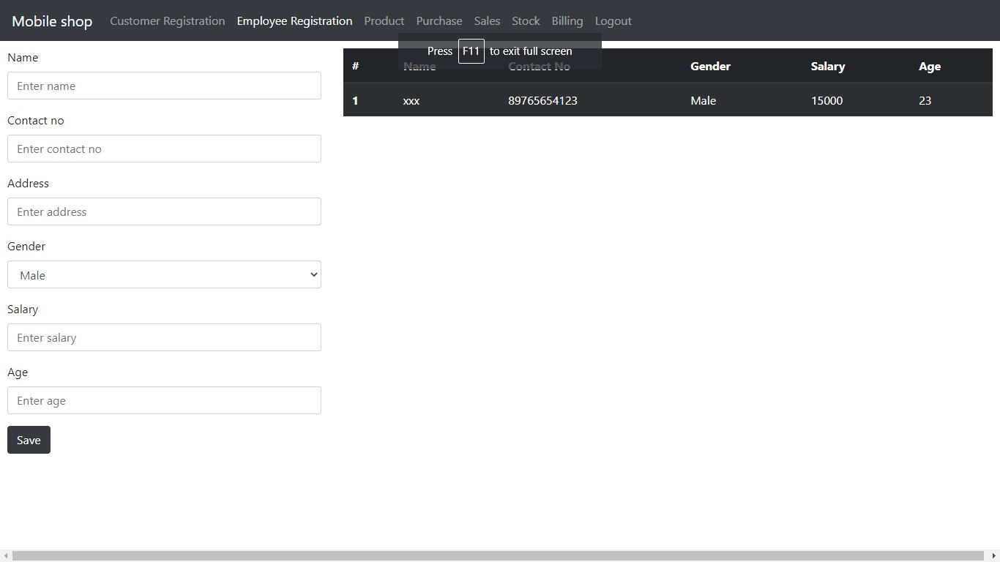 Mobile shop Customer Registration Employee Registration Product Purchase Sales Stock Billing Logout
Press F11 to exit full screen
Name
Enter name
Contact no
Enter contact no
Address
Enter address
Gender
Male
Salary
Enter salary
Age
Enter age
Save
# Name Contact No Gender Salary Age
1 xxx 89765654123 Male 15000 23